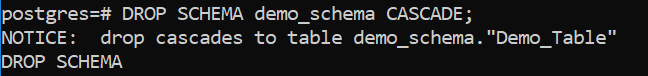 postgres=# DROP SCHEMA demo_schema CASCADE;
NOTICE:  drop cascades to table demo_schema."Demo_Table"
DROP SCHEMA